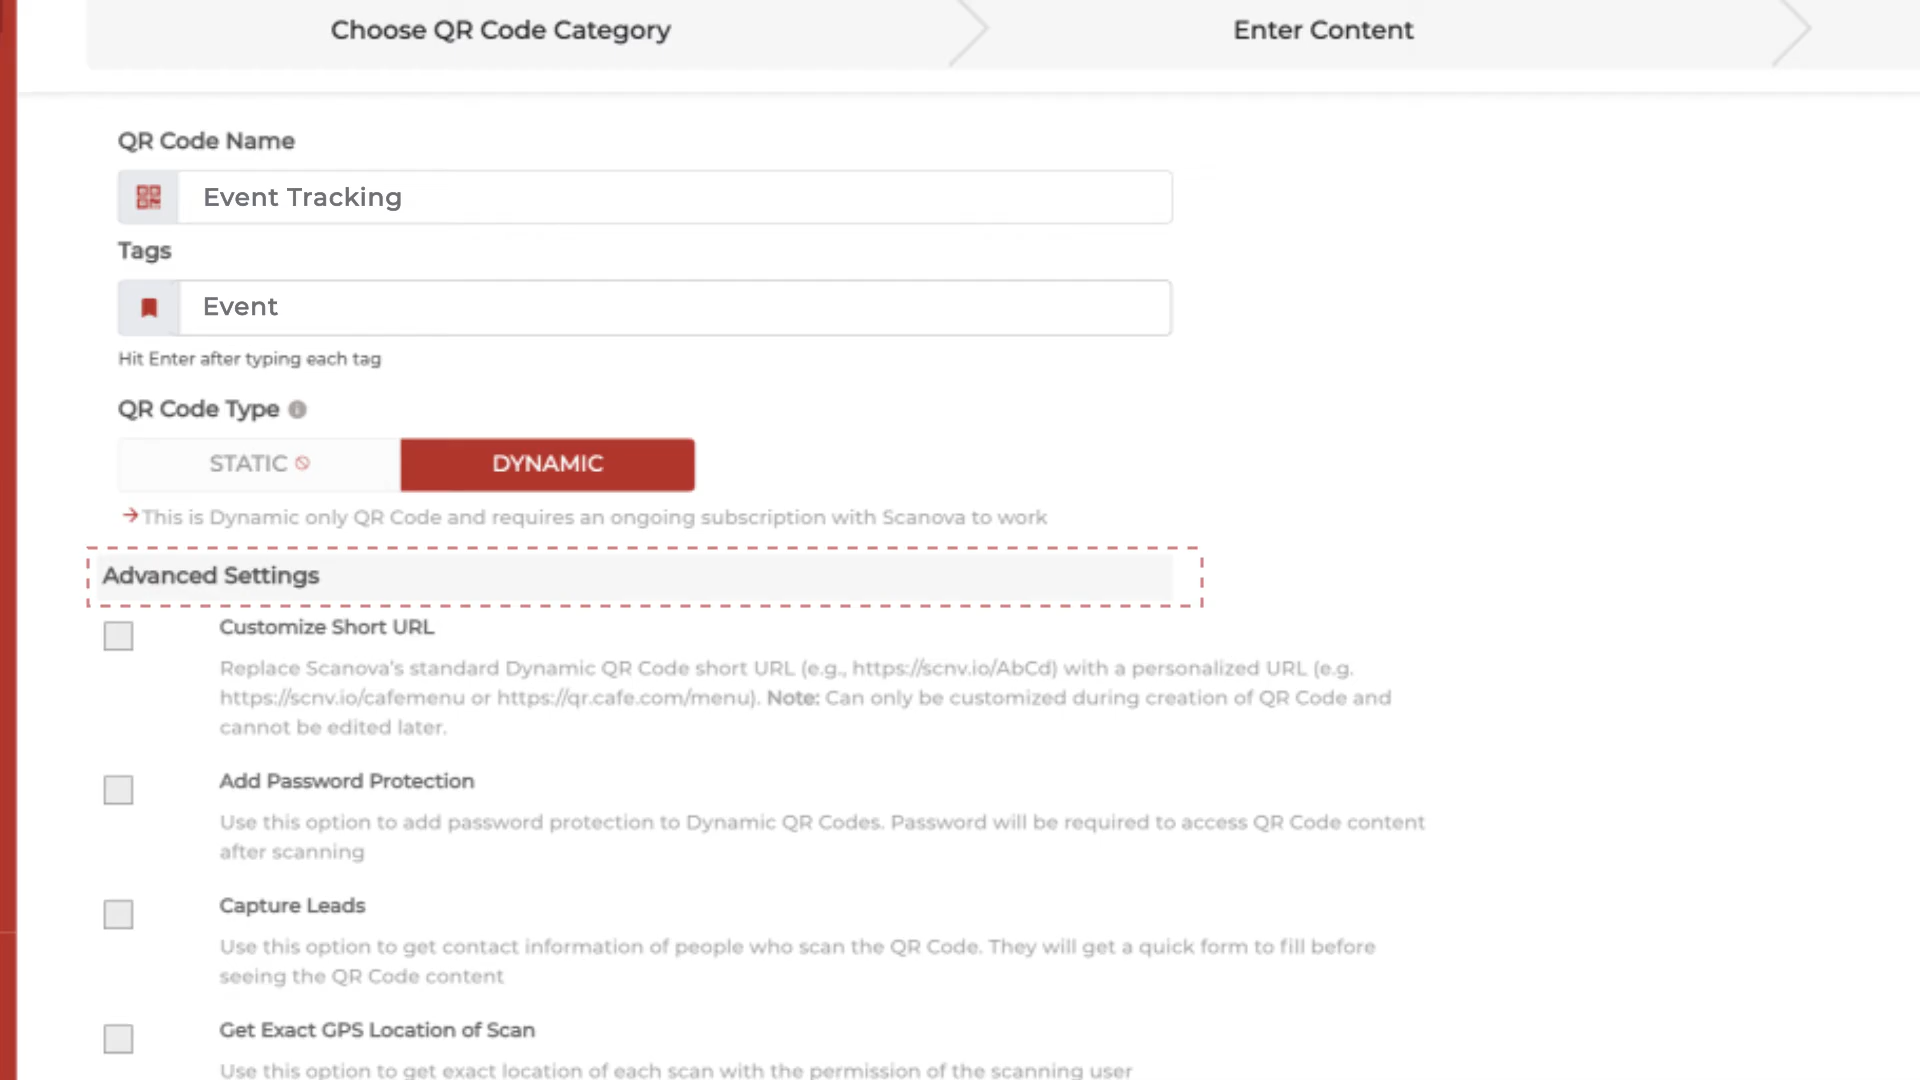 Choose QR Code Category
Enter Content
QR Code Name
Event Tracking
Tags
Event
Hit Enter after typing each tag
QR Code Type
STATIC
DYNAMIC
This is Dynamic only QR Code and requires an ongoing subscription with Scanova to work
Advanced Settings
Customize Short URL
Replace Scanova's standard Dynamic QR Code short URL (e.g., https://scnv.io/AbCd) with a personalized URL (e.g.
https://scnv.io/cafemenu or https://qr.cafe.com/menu). Note: Can only be customized during creation of QR Code and
cannot be edited later.
Add Password Protection
Use this option to add password protection to Dynamic QR Codes. Password will be required to access QR Code content
after scanning
Capture Leads
Use this option to get contact information of people who scan the QR Code. They will get a quick form to fill before
seeing the QR Code content
Get Exact GPS Location of Scan
Use this option to get exact location of each scan with the permission of the scanning user